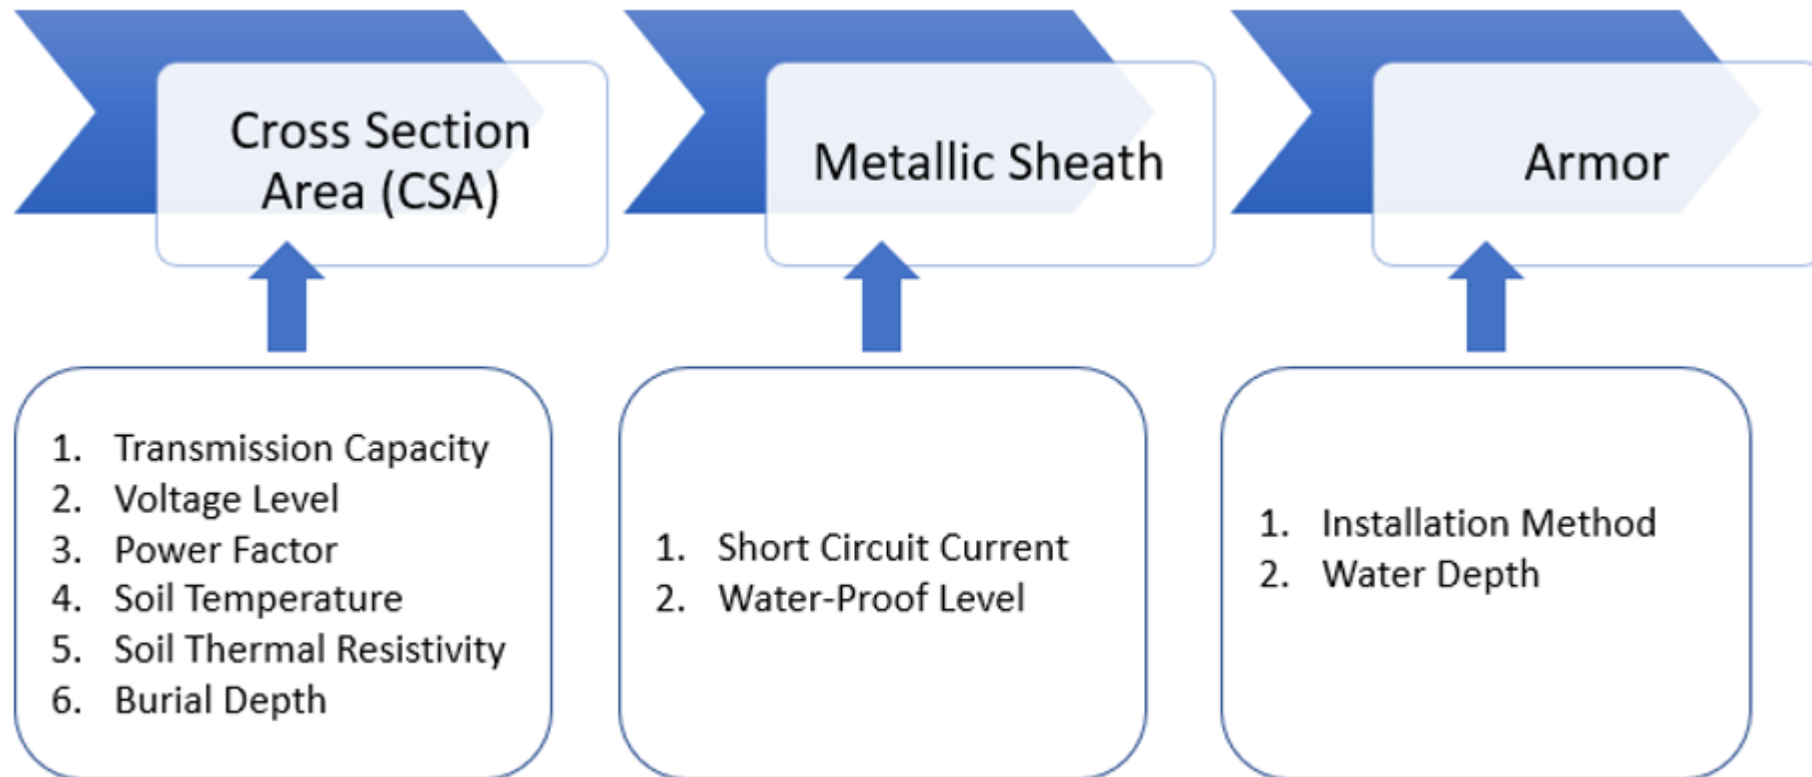 Cross Section
Area (CSA)
Metallic Sheath
Armor
1. Transmission Capacity
2. Voltage Level
3. Power Factor
4. Soil Temperature
5. Soil Thermal Resistivity
6. Burial Depth
1. Short Circuit Current
2. Water-Proof Level
1. Installation Method
2. Water Depth